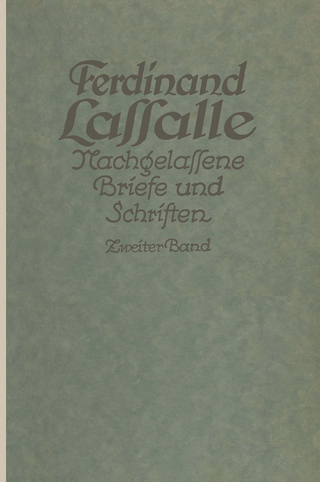 Ferdinand
Laſſalle
Nachgelaſſene
Briefe und
Schriften
Zweiter Band